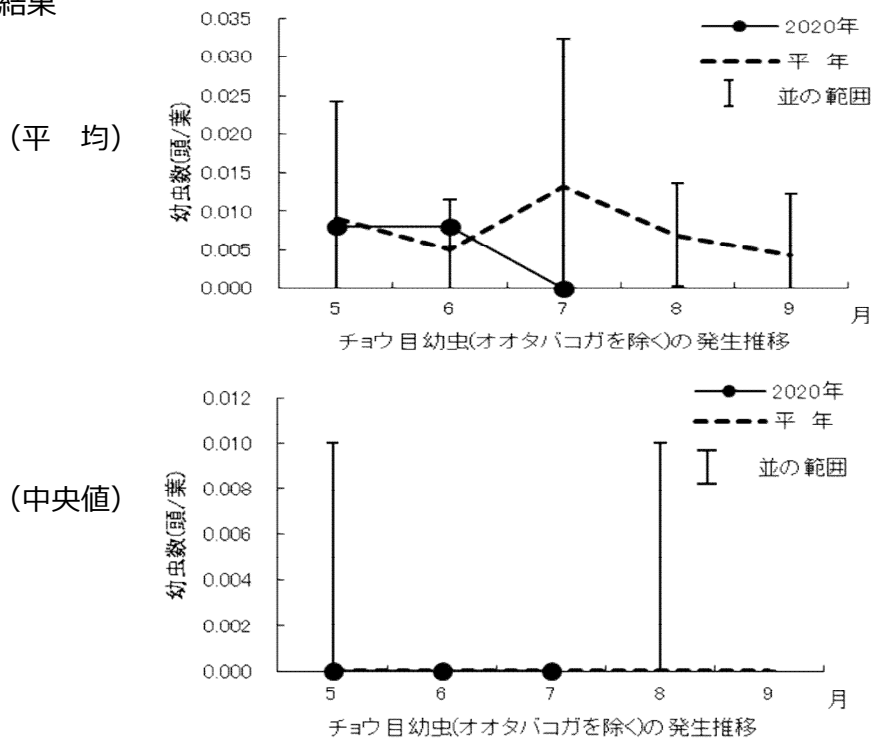 結果
(平 均)
幼虫数(頭/葉)
0.035
0.030
0.025
0.020
0.015
0.010
0.005
0.000
5 6 7 8 9 月
2020年
平 年
並の範囲
チョウ目幼虫(オオタバコガを除く)の発生推移
(中央値)
幼虫数(頭/葉)
0.012
0.010
0.008
0.006
0.004
0.002
0.000
5 6 7 8 9 月
2020年
平 年
並の範囲
チョウ目幼虫(オオタバコガを除く)の発生推移